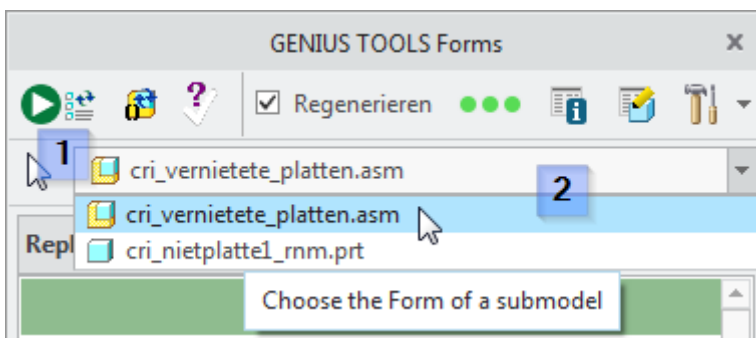 GENIUS TOOLS Forms
Regenerieren
1
cri_vernietete_platten.asm
2
cri_vernietete_platten.asm
Repl
cri_nietplatte1_rnm.prt
Choose the Form of a submodel